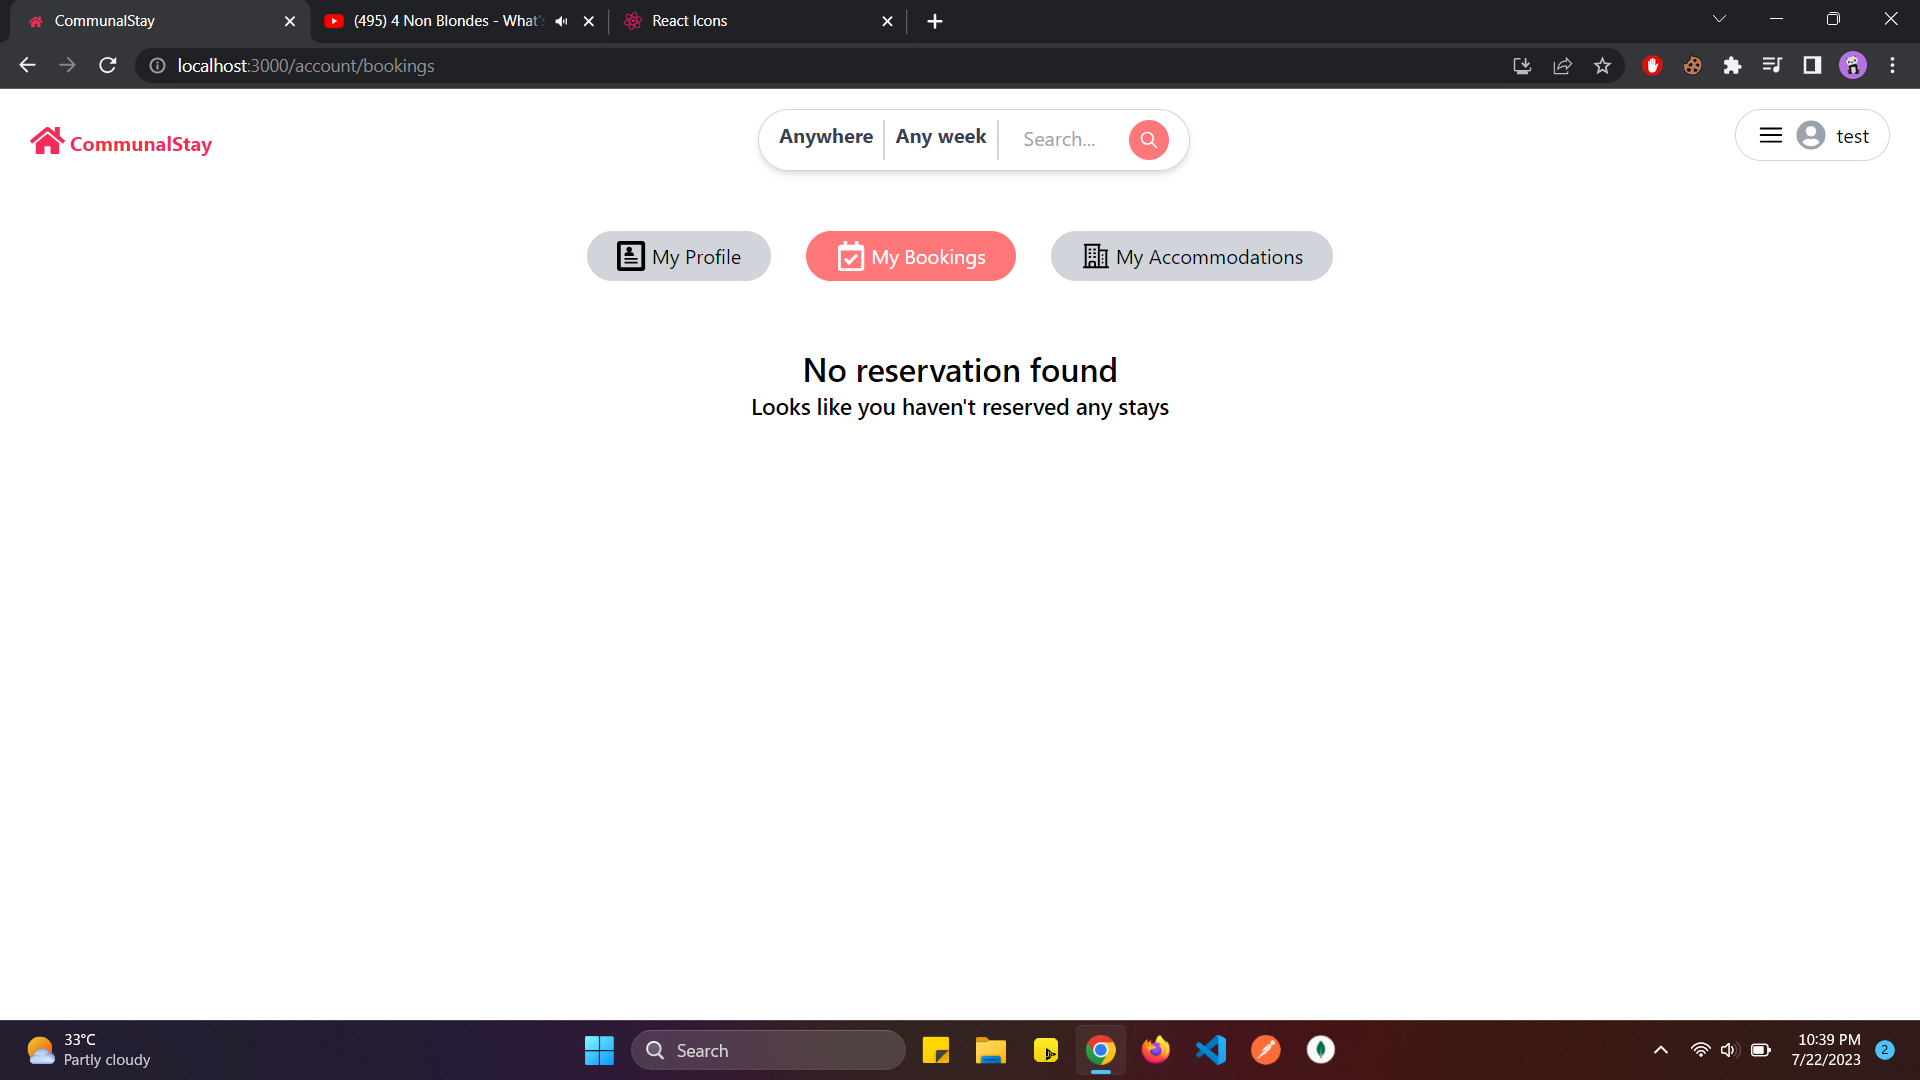 CommunalStay
(495) 4 Non Blondes - What's
React Icons
localhost:3000/account/bookings
CommunalStay
Anywhere
Any week
Search...
test
My Profile
My Bookings
My Accommodations
No reservation found
Looks like you haven't reserved any stays
33°C
Partly cloudy
Search
10:39 PM
7/22/2023
2